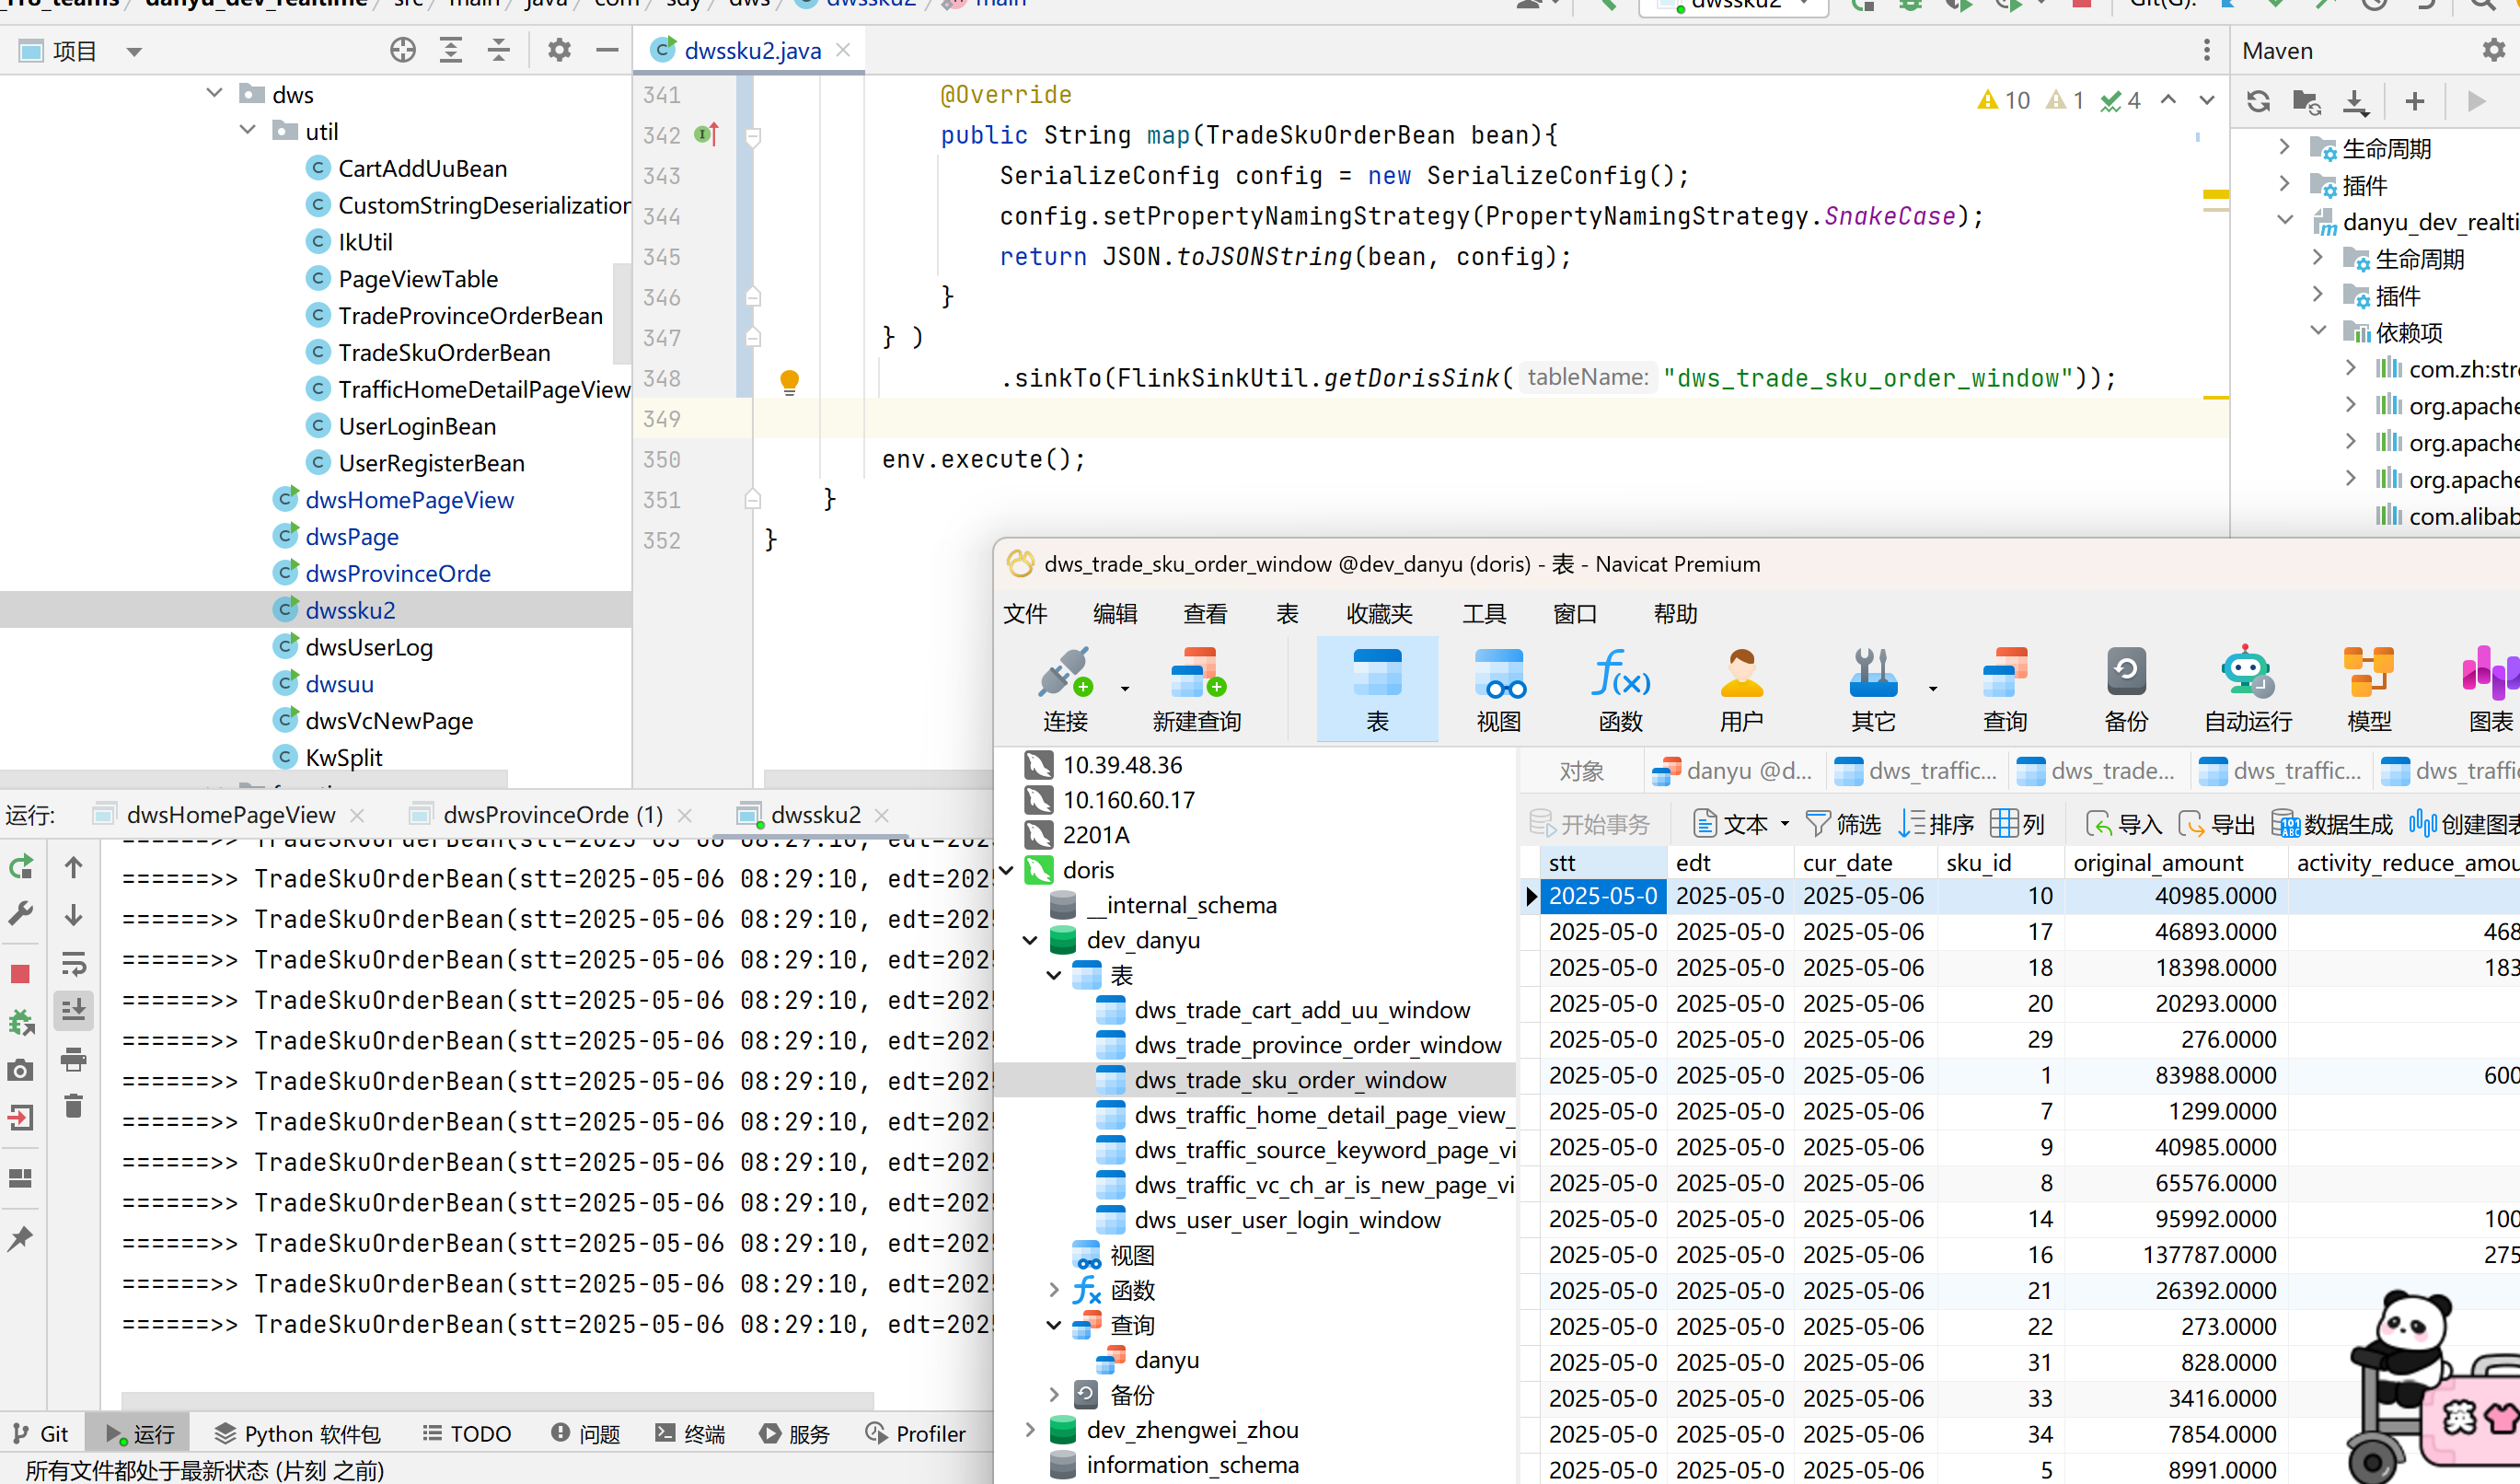 danyu_dev_realtime / src / main / java / com / sdy / dws / dwssku2 / main
dwssku2
Git(G):
项目
dwssku2.java
Maven
dws
util
CartAddUuBean
CustomStringDeserialization
IkUtil
PageViewTable
TradeProvinceOrderBean
TradeSkuOrderBean
TrafficHomeDetailPageView
UserLoginBean
UserRegisterBean
dwsHomePageView
dwsPage
dwsProvinceOrde
dwssku2
dwsUserLog
dwsuu
dwsVcNewPage
KwSplit
10 1 4
341 @Override
342 public String map(TradeSkuOrderBean bean){
343 SerializeConfig config = new SerializeConfig();
344 config.setPropertyNamingStrategy(PropertyNamingStrategy.SnakeCase);
345 return JSON.toJSONString(bean, config);
346 }
347 } )
348 .sinkTo(FlinkSinkUtil.getDorisSink( tableName: "dws_trade_sku_order_window"));
349
350 env.execute();
351 }
352 }
生命周期
插件
danyu_dev_realti
生命周期
插件
依赖项
com.zh:stre
org.apache
org.apache
org.apache
com.alibab
运行: dwsHomePageView dwsProvinceOrde (1) dwssku2
======>> TradeSkuOrderBean(stt=2025-05-06 08:29:10, edt=202
======>> TradeSkuOrderBean(stt=2025-05-06 08:29:10, edt=202
======>> TradeSkuOrderBean(stt=2025-05-06 08:29:10, edt=202
======>> TradeSkuOrderBean(stt=2025-05-06 08:29:10, edt=202
======>> TradeSkuOrderBean(stt=2025-05-06 08:29:10, edt=202
======>> TradeSkuOrderBean(stt=2025-05-06 08:29:10, edt=202
======>> TradeSkuOrderBean(stt=2025-05-06 08:29:10, edt=202
======>> TradeSkuOrderBean(stt=2025-05-06 08:29:10, edt=202
======>> TradeSkuOrderBean(stt=2025-05-06 08:29:10, edt=202
======>> TradeSkuOrderBean(stt=2025-05-06 08:29:10, edt=202
======>> TradeSkuOrderBean(stt=2025-05-06 08:29:10, edt=202
======>> TradeSkuOrderBean(stt=2025-05-06 08:29:10, edt=202
======>> TradeSkuOrderBean(stt=2025-05-06 08:29:10, edt=202
Git 运行 Python 软件包 TODO 问题 终端 服务 Profiler
所有文件都处于最新状态 (片刻 之前)
dws_trade_sku_order_window @dev_danyu (doris) - 表 - Navicat Premium
文件 编辑 查看 表 收藏夹 工具 窗口 帮助
连接 新建查询 表 视图 函数 用户 其它 查询 备份 自动运行 模型 图表
10.39.48.36
10.160.60.17
2201A
doris
__internal_schema
dev_danyu
表
dws_trade_cart_add_uu_window
dws_trade_province_order_window
dws_trade_sku_order_window
dws_traffic_home_detail_page_view_
dws_traffic_source_keyword_page_vi
dws_traffic_vc_ch_ar_is_new_page_vi
dws_user_user_login_window
视图
函数
查询
danyu
备份
dev_zhengwei_zhou
information_schema
对象 danyu @d... dws_traffic... dws_trade... dws_traffic... dws_traffi
开始事务 文本 筛选 排序 列 导入 导出 数据生成 创建图表
stt edt cur_date sku_id original_amount activity_reduce_amou
2025-05-0 2025-05-0 2025-05-06 10 40985.0000
2025-05-0 2025-05-0 2025-05-06 17 46893.0000 468
2025-05-0 2025-05-0 2025-05-06 18 18398.0000 183
2025-05-0 2025-05-0 2025-05-06 20 20293.0000
2025-05-0 2025-05-0 2025-05-06 29 276.0000
2025-05-0 2025-05-0 2025-05-06 1 83988.0000 600
2025-05-0 2025-05-0 2025-05-06 7 1299.0000
2025-05-0 2025-05-0 2025-05-06 9 40985.0000
2025-05-0 2025-05-0 2025-05-06 8 65576.0000
2025-05-0 2025-05-0 2025-05-06 14 95992.0000 100
2025-05-0 2025-05-0 2025-05-06 16 137787.0000 275
2025-05-0 2025-05-0 2025-05-06 21 26392.0000
2025-05-0 2025-05-0 2025-05-06 22 273.0000
2025-05-0 2025-05-0 2025-05-06 31 828.0000
2025-05-0 2025-05-0 2025-05-06 33 3416.0000
2025-05-0 2025-05-0 2025-05-06 34 7854.0000
2025-05-0 2025-05-0 2025-05-06 5 8991.0000
英